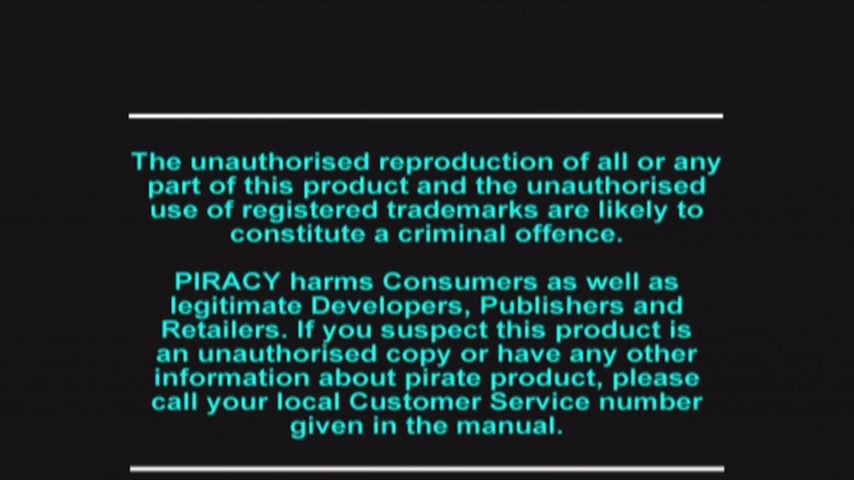 The unauthorised reproduction of all or any
part of this product and the unauthorised
use of registered trademarks are likely to
constitute a criminal offence.
PIRACY harms Consumers as well as
legitimate Developers, Publishers and
Retailers. If you suspect this product is
an unauthorised copy or have any other
information about pirate product, please
call your local Customer Service number
given in the manual.